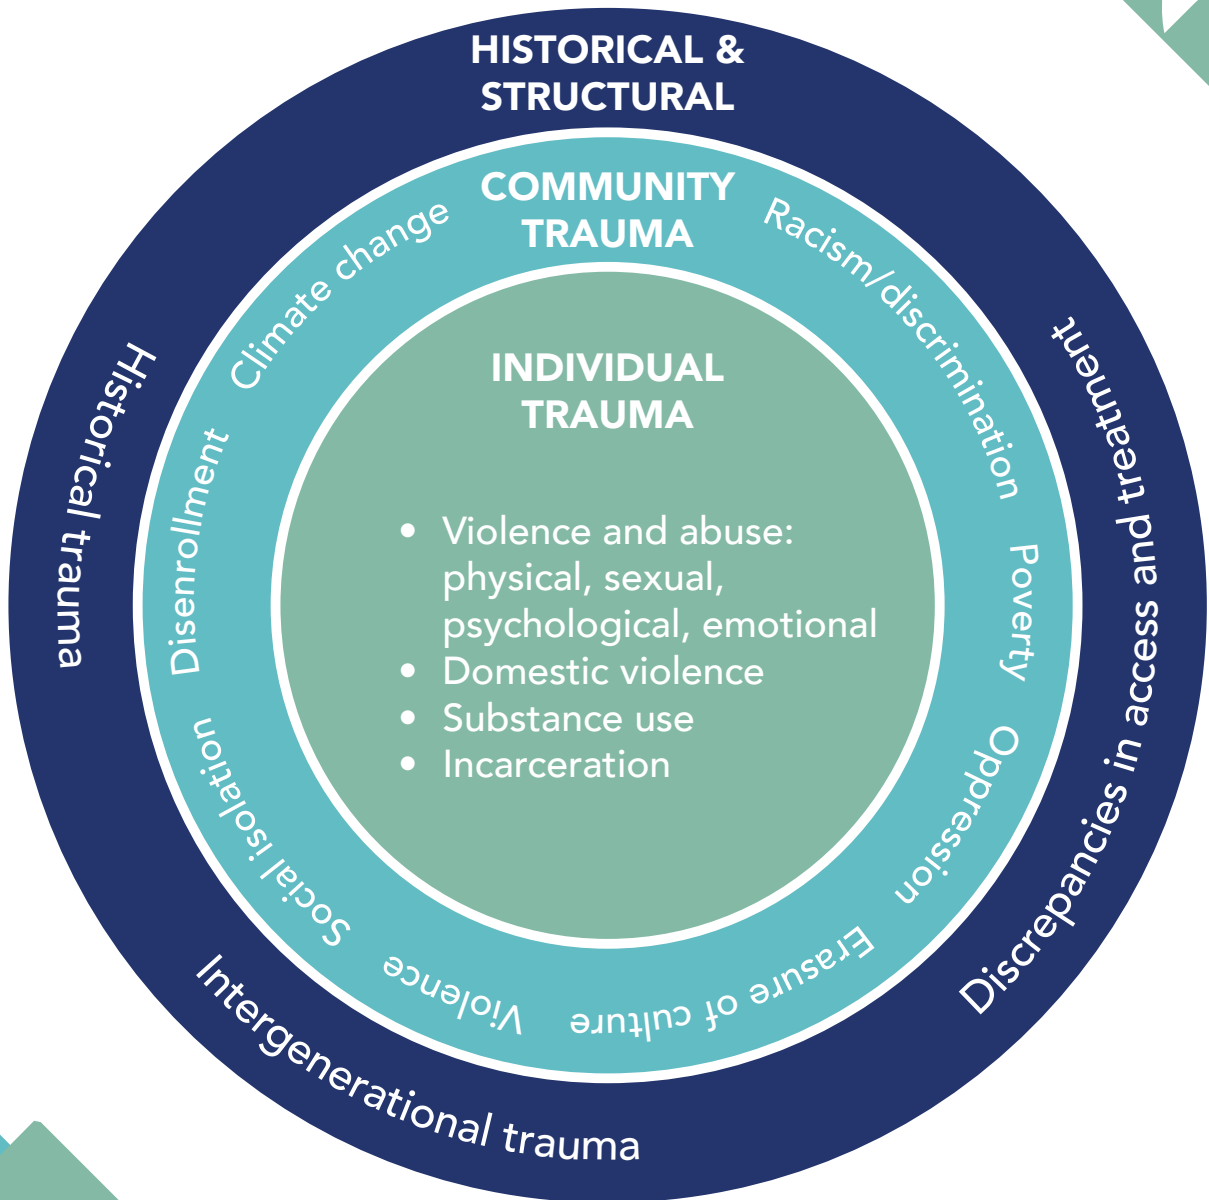 HISTORICAL &
STRUCTURAL
Historical trauma
Intergenerational trauma
Discrepancies in access and treatment
COMMUNITY
TRAUMA
Climate change
Racism/discrimination
Poverty
Oppression
Erasure of culture
Violence
Social isolation
Disenrollment
INDIVIDUAL
TRAUMA
• Violence and abuse:
physical, sexual,
psychological, emotional
• Domestic violence
• Substance use
• Incarceration